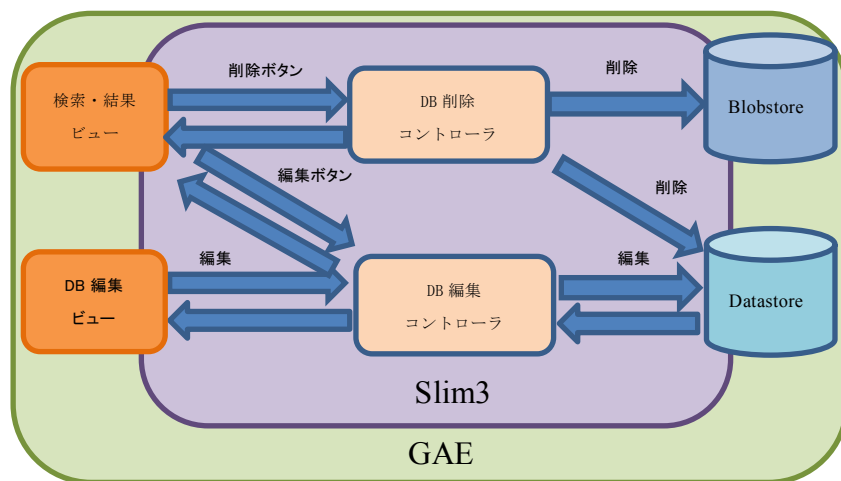 削除ボタン
削除
検索・結果
ビュー
DB 削除
コントローラ
Blobstore
編集ボタン
削除
編集
編集
DB 編集
ビュー
DB 編集
コントローラ
Datastore
Slim3
GAE